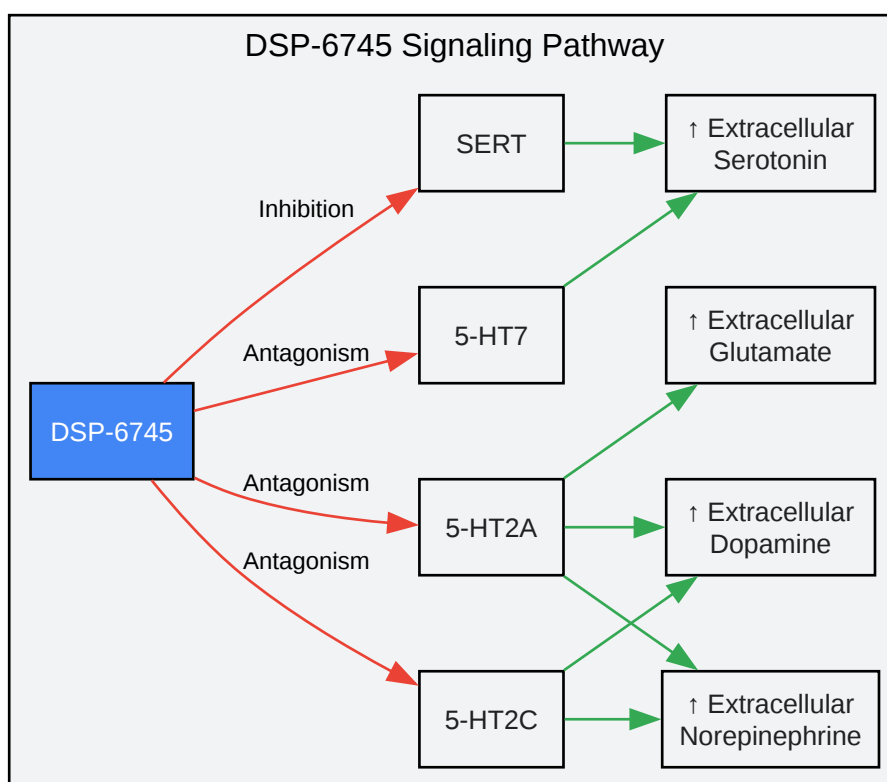 DSP-6745 Signaling Pathway
SERT
↑ Extracellular
Serotonin
Inhibition
5-HT7
↑ Extracellular
Glutamate
Antagonism
DSP-6745
Antagonism
5-HT2A
↑ Extracellular
Dopamine
Antagonism
5-HT2C
↑ Extracellular
Norepinephrine